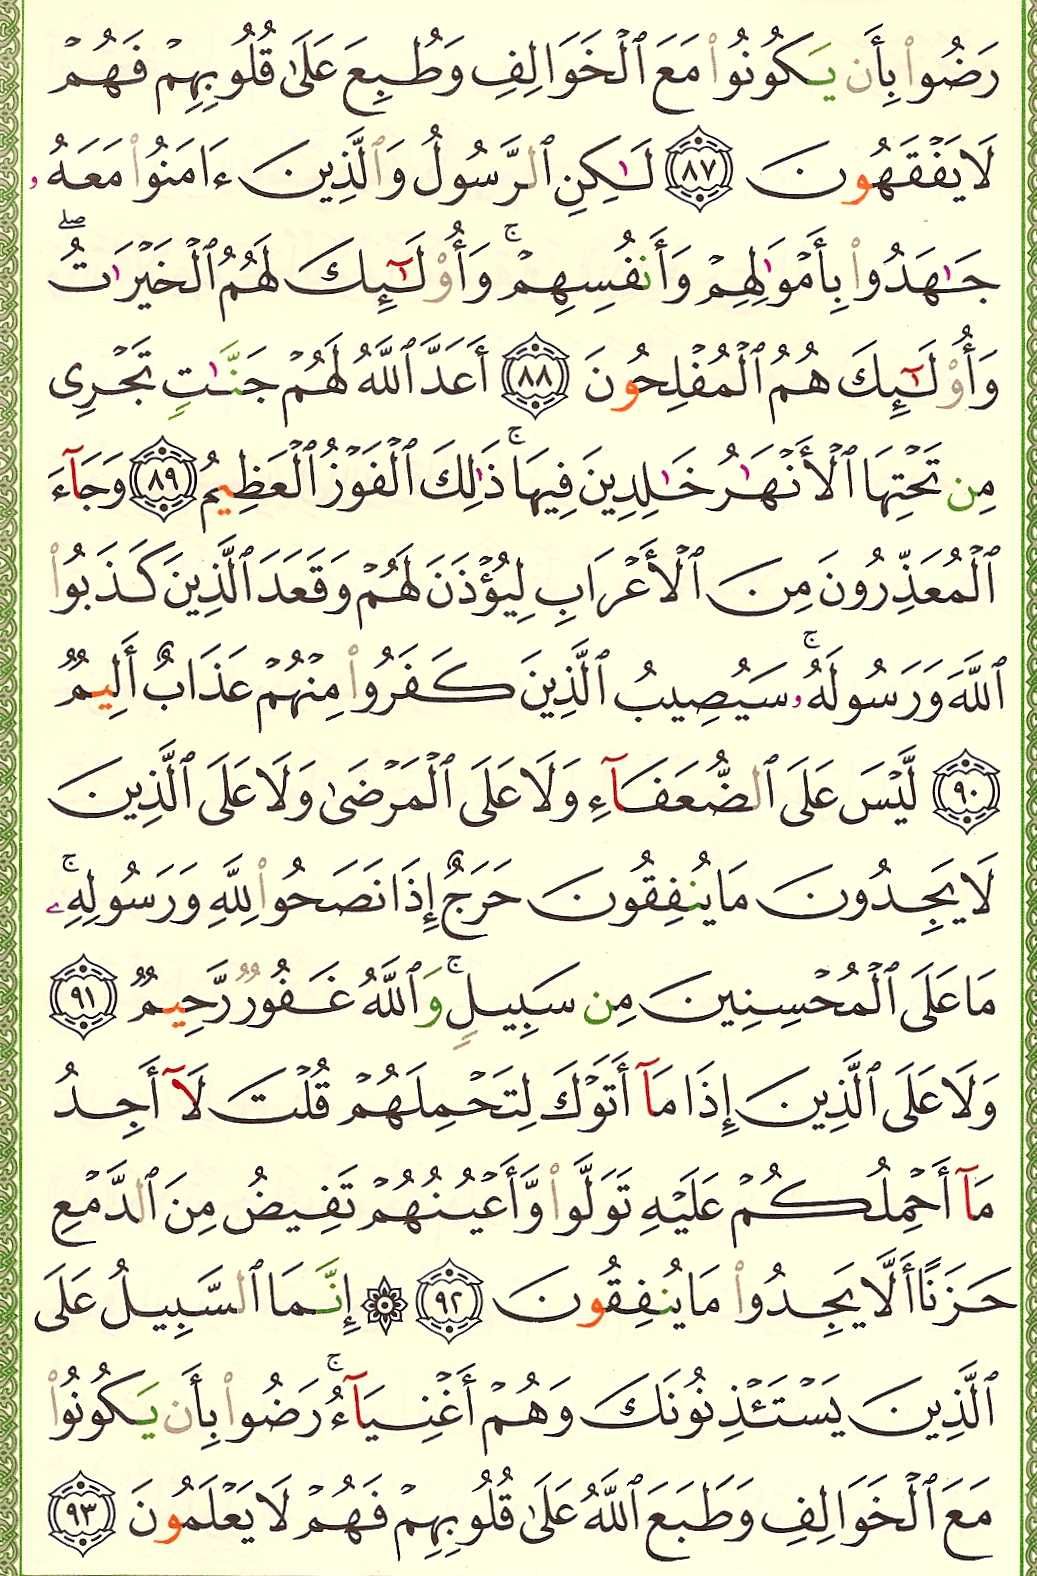 رَضُوا۟ بِأَن يَكُونُوا۟ مَعَ ٱلْخَوَالِفِ وَطُبِعَ عَلَىٰ قُلُوبِهِمْ فَهُمْ
لَا يَفْقَهُونَ ٨٧ لَٰكِنِ ٱلرَّسُولُ وَٱلَّذِينَ ءَامَنُوا۟ مَعَهُۥ
جَٰهَدُوا۟ بِأَمْوَٰلِهِمْ وَأَنفُسِهِمْ ۚ وَأُو۟لَٰٓئِكَ لَهُمُ ٱلْخَيْرَٰتُ ۖ
وَأُو۟لَٰٓئِكَ هُمُ ٱلْمُفْلِحُونَ ٨٨ أَعَدَّ ٱللَّهُ لَهُمْ جَنَّٰتٍ تَجْرِى
مِن تَحْتِهَا ٱلْأَنْهَٰرُ خَٰلِدِينَ فِيهَا ۚ ذَٰلِكَ ٱلْفَوْزُ ٱلْعَظِيمُ ٨٩ وَجَآءَ
ٱلْمُعَذِّرُونَ مِنَ ٱلْأَعْرَابِ لِيُؤْذَنَ لَهُمْ وَقَعَدَ ٱلَّذِينَ كَذَبُوا۟
ٱللَّهَ وَرَسُولَهُۥ ۚ سَيُصِيبُ ٱلَّذِينَ كَفَرُوا۟ مِنْهُمْ عَذَابٌ أَلِيمٌ
٩٠ لَّيْسَ عَلَى ٱلضُّعَفَآءِ وَلَا عَلَى ٱلْمَرْضَىٰ وَلَا عَلَى ٱلَّذِينَ
لَا يَجِدُونَ مَا يُنفِقُونَ حَرَجٌ إِذَا نَصَحُوا۟ لِلَّهِ وَرَسُولِهِۦ ۚ
مَا عَلَى ٱلْمُحْسِنِينَ مِن سَبِيلٍ ۚ وَٱللَّهُ غَفُورٌ رَّحِيمٌ ٩١
وَلَا عَلَى ٱلَّذِينَ إِذَا مَآ أَتَوْكَ لِتَحْمِلَهُمْ قُلْتَ لَآ أَجِدُ
مَآ أَحْمِلُكُمْ عَلَيْهِ تَوَلَّوا۟ وَّأَعْيُنُهُمْ تَفِيضُ مِنَ ٱلدَّمْعِ
حَزَنًا أَلَّا يَجِدُوا۟ مَا يُنفِقُونَ ٩٢ ۞ إِنَّمَا ٱلسَّبِيلُ عَلَى
ٱلَّذِينَ يَسْتَـْٔذِنُونَكَ وَهُمْ أَغْنِيَآءُ ۚ رَضُوا۟ بِأَن يَكُونُوا۟
مَعَ ٱلْخَوَالِفِ وَطَبَعَ ٱللَّهُ عَلَىٰ قُلُوبِهِمْ فَهُمْ لَا يَعْلَمُونَ ٩٣